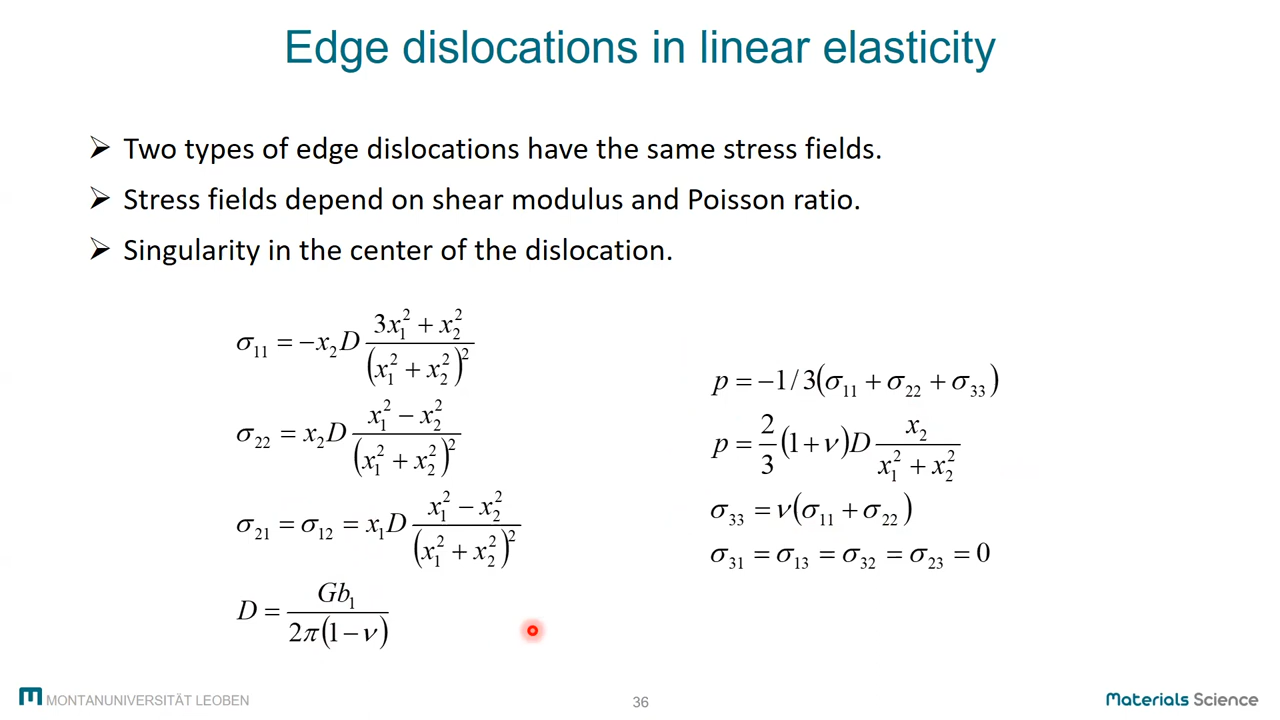 Edge dislocations in linear elasticity
➢ Two types of edge dislocations have the same stress fields.
➢ Stress fields depend on shear modulus and Poisson ratio.
➢ Singularity in the center of the dislocation.
σ₁₁ = −x₂D (3x₁² + x₂²)/(x₁² + x₂²)²
σ₂₂ = x₂D (x₁² − x₂²)/(x₁² + x₂²)²
σ₂₁ = σ₁₂ = x₁D (x₁² − x₂²)/(x₁² + x₂²)²
D = Gb₁/2π(1−ν)
p = −1/3(σ₁₁ + σ₂₂ + σ₃₃)
p = 2/3 (1+ν)D x₂/(x₁² + x₂²)
σ₃₃ = ν(σ₁₁ + σ₂₂)
σ₃₁ = σ₁₃ = σ₃₂ = σ₂₃ = 0
MONTANUNIVERSITÄT LEOBEN
36
Materials Science